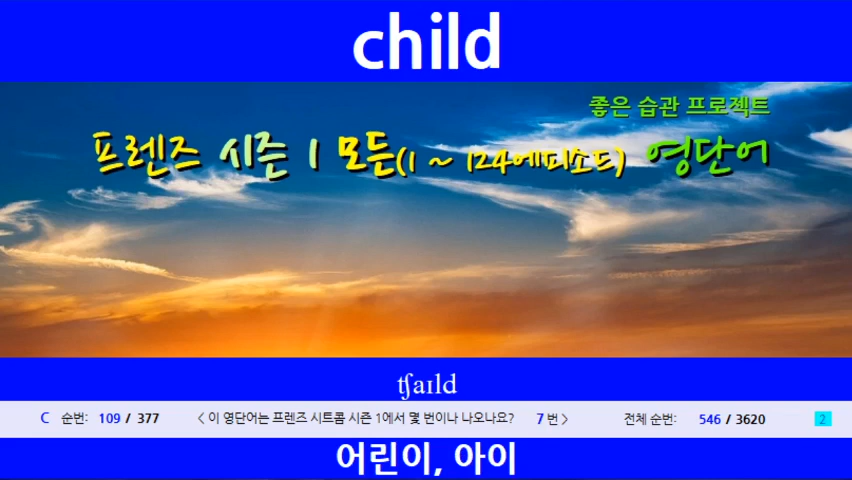 child
좋은 습관 프로젝트
프렌즈 시즌 1 모든(1 ~ 124에피소드) 영단어
tʃaɪld
C 순번: 109 / 377 < 이 영단어는 프렌즈 시트콤 시즌 1에서 몇 번이나 나오나요? 7 번 > 전체 순번: 546 / 3620 2
어린이, 아이